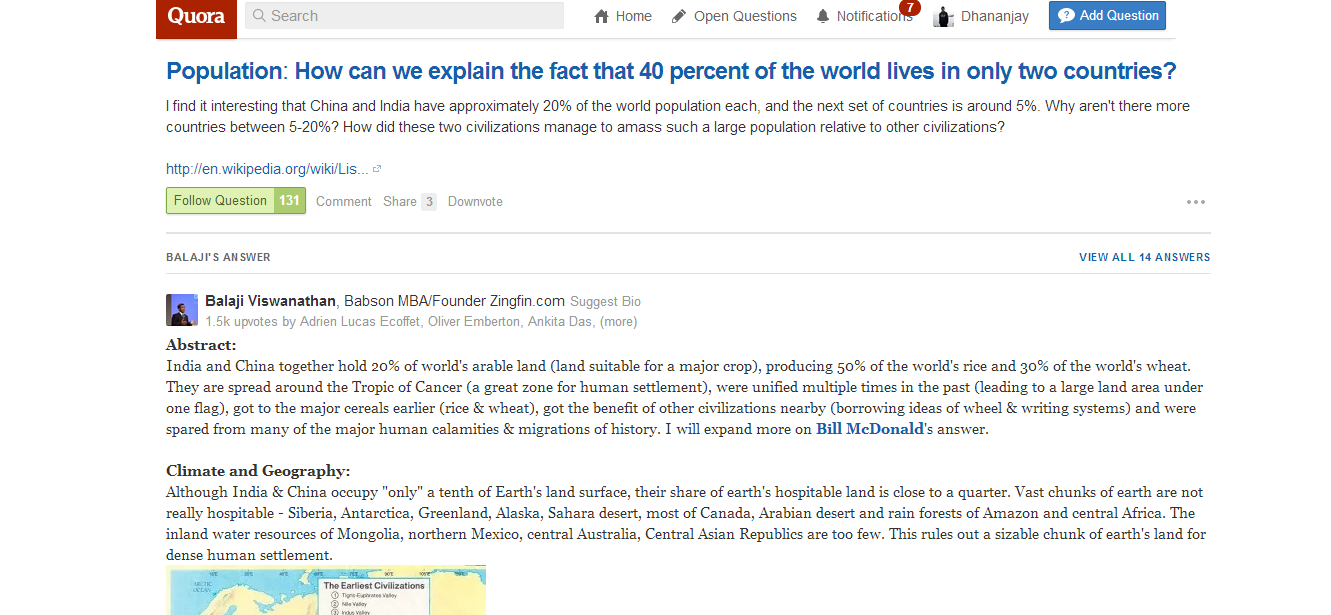 Quora Search Home Open Questions Notifications 7 Dhananjay Add Question
Population: How can we explain the fact that 40 percent of the world lives in only two countries?
I find it interesting that China and India have approximately 20% of the world population each, and the next set of countries is around 5%. Why aren't there more
countries between 5-20%? How did these two civilizations manage to amass such a large population relative to other civilizations?
http://en.wikipedia.org/wiki/Lis...
Follow Question 131 Comment Share 3 Downvote
BALAJI'S ANSWER VIEW ALL 14 ANSWERS
Balaji Viswanathan, Babson MBA/Founder Zingfin.com Suggest Bio
1.5k upvotes by Adrien Lucas Ecoffet, Oliver Emberton, Ankita Das, (more)
Abstract:
India and China together hold 20% of world's arable land (land suitable for a major crop), producing 50% of the world's rice and 30% of the world's wheat.
They are spread around the Tropic of Cancer (a great zone for human settlement), were unified multiple times in the past (leading to a large land area under
one flag), got to the major cereals earlier (rice & wheat), got the benefit of other civilizations nearby (borrowing ideas of wheel & writing systems) and were
spared from many of the major human calamities & migrations of history. I will expand more on Bill McDonald's answer.
Climate and Geography:
Although India & China occupy "only" a tenth of Earth's land surface, their share of earth's hospitable land is close to a quarter. Vast chunks of earth are not
really hospitable - Siberia, Antarctica, Greenland, Alaska, Sahara desert, most of Canada, Arabian desert and rain forests of Amazon and central Africa. The
inland water resources of Mongolia, northern Mexico, central Australia, Central Asian Republics are too few. This rules out a sizable chunk of earth's land for
dense human settlement.
ARCTIC
OCEAN
The Earliest Civilizations
1 Tigris-Euphrates Valley
2 Nile Valley
3 Indus Valley